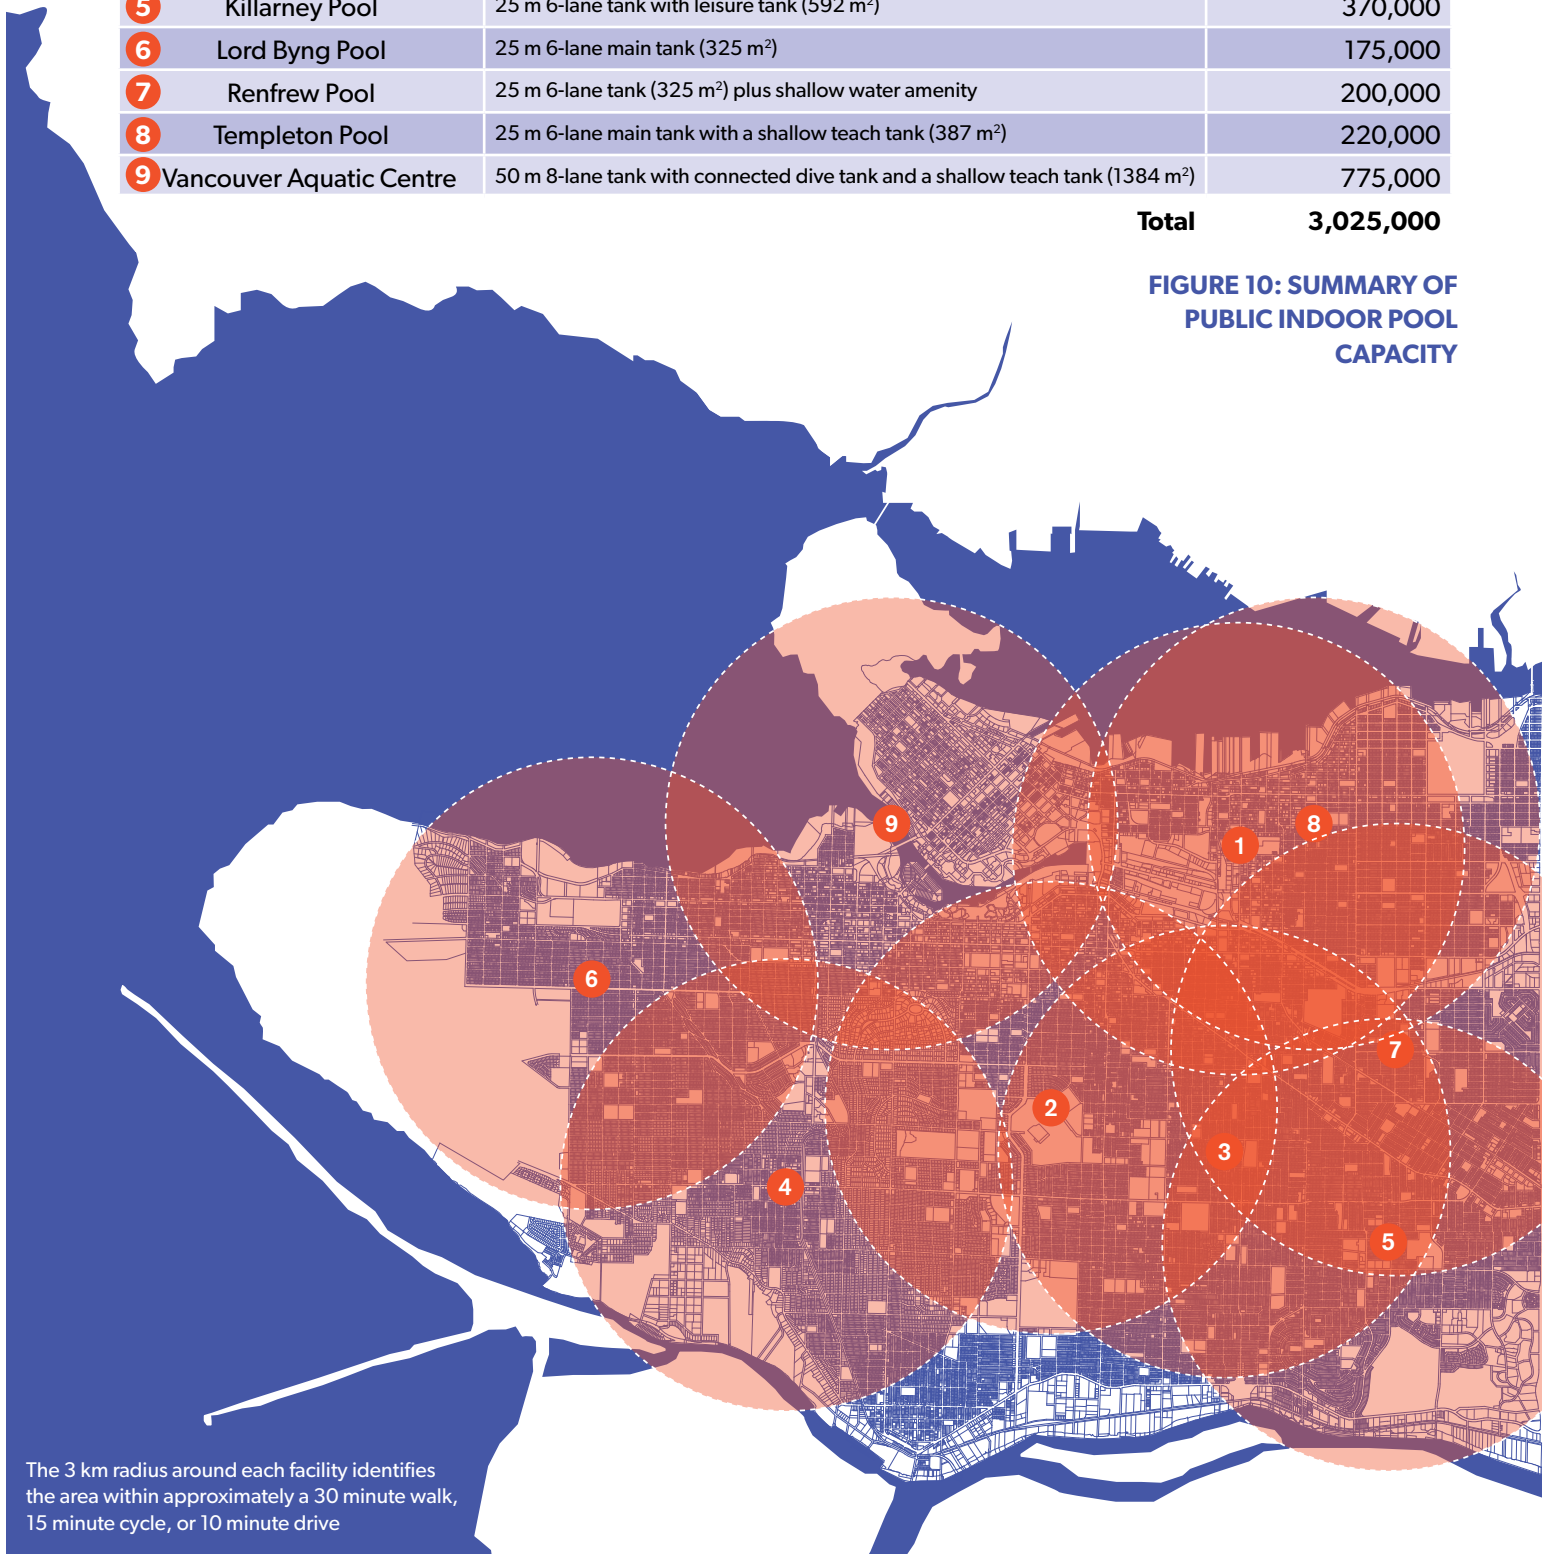 5 Killarney Pool 25 m 6-lane tank with leisure tank (592 m²) 370,000
6 Lord Byng Pool 25 m 6-lane main tank (325 m²) 175,000
7 Renfrew Pool 25 m 6-lane tank (325 m²) plus shallow water amenity 200,000
8 Templeton Pool 25 m 6-lane main tank with a shallow teach tank (387 m²) 220,000
9 Vancouver Aquatic Centre 50 m 8-lane tank with connected dive tank and a shallow teach tank (1384 m²) 775,000
Total 3,025,000
FIGURE 10: SUMMARY OF
PUBLIC INDOOR POOL
CAPACITY
9
8
1
6
7
2
3
4
5
The 3 km radius around each facility identifies
the area within approximately a 30 minute walk,
15 minute cycle, or 10 minute drive